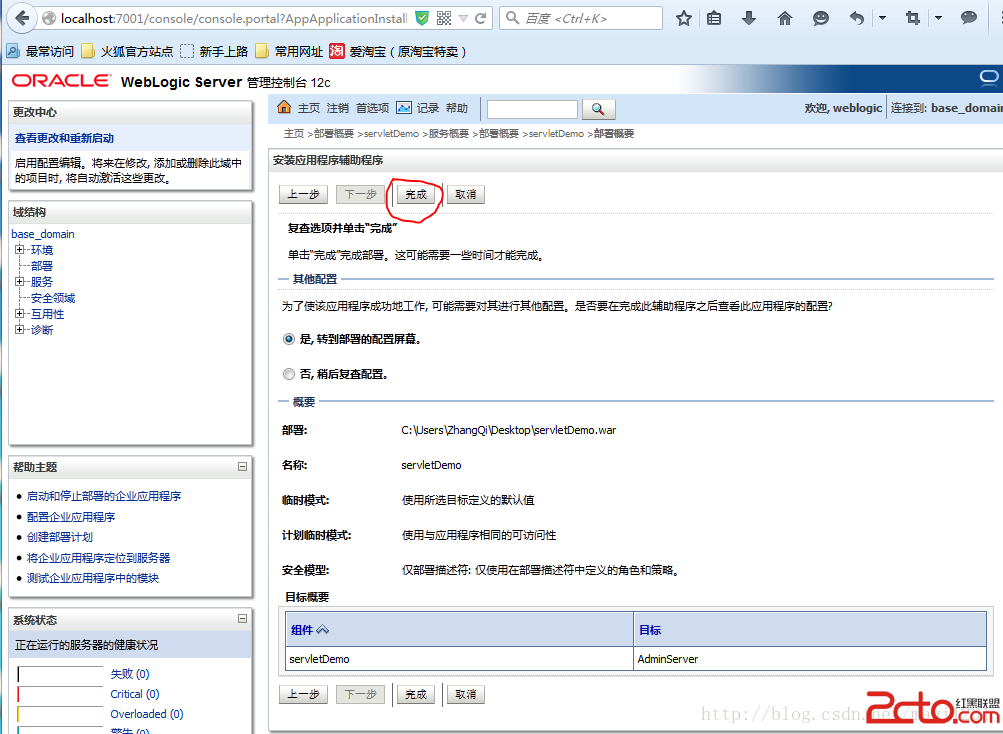 localhost:7001/console/console.portal?AppApplicationInstall
百度 <Ctrl+K>
最常访问 火狐官方站点 新手上路 常用网址 淘 爱淘宝（原淘宝特卖）
ORACLE WebLogic Server 管理控制台 12c
更改中心
查看更改和重新启动
启用配置编辑。将来在修改, 添加或删除此域中
的项目时, 将自动激活这些更改。
域结构
base_domain
环境
部署
服务
安全领域
互用性
诊断
帮助主题
启动和停止部署的企业应用程序
配置企业应用程序
创建部署计划
将企业应用程序定位到服务器
测试企业应用程序中的模块
系统状态
正在运行的服务器的健康状况
失败 (0)
Critical (0)
Overloaded (0)
警告 (0)
主页 注销 首选项 记录 帮助
欢迎, weblogic 连接到: base_domain
主页 >部署概要 >servletDemo >服务概要 >部署概要 >servletDemo >部署概要
安装应用程序辅助程序
上一步 下一步 完成 取消
复查选项并单击“完成”
单击“完成”完成部署。这可能需要一些时间才能完成。
其他配置
为了使该应用程序成功地工作, 可能需要对其进行其他配置。是否要在完成此辅助程序之后查看此应用程序的配置?
是, 转到部署的配置屏幕。
否, 稍后复查配置。
概要
部署: C:\Users\ZhangQi\Desktop\servletDemo.war
名称: servletDemo
临时模式: 使用所选目标定义的默认值
计划临时模式: 使用与应用程序相同的可访问性
安全模型: 仅部署描述符: 仅使用在部署描述符中定义的角色和策略。
目标概要
组件 目标
servletDemo AdminServer
上一步 下一步 完成 取消
http://blog.csdn.net/
2cto.com 红黑联盟